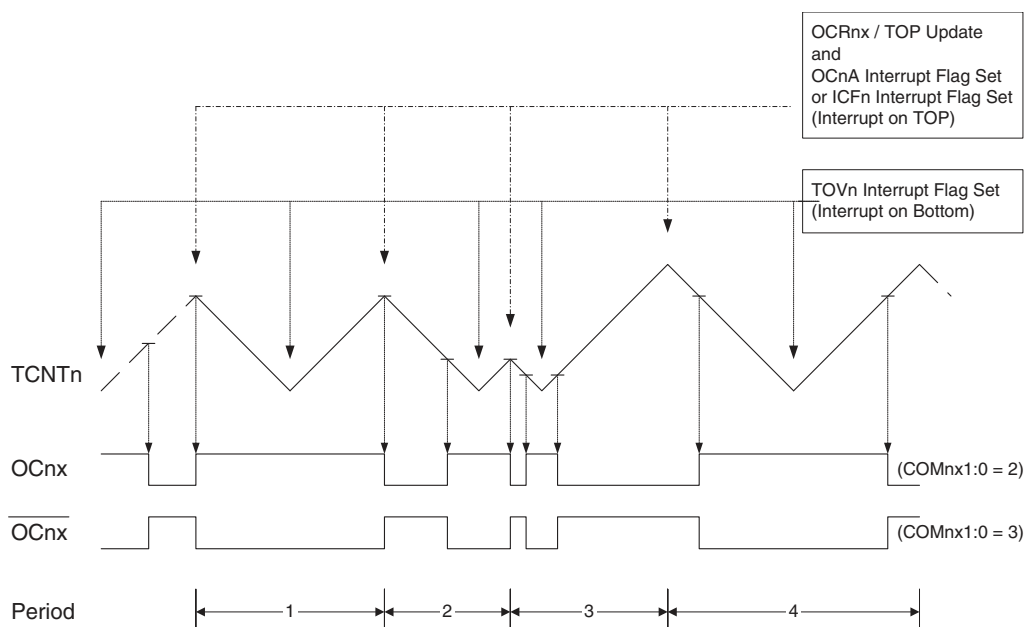 OCRnx / TOP Update
and
OCnA Interrupt Flag Set
or ICFn Interrupt Flag Set
(Interrupt on TOP)
TOVn Interrupt Flag Set
(Interrupt on Bottom)
TCNTn
OCnx
(COMnx1:0 = 2)
OCnx
(COMnx1:0 = 3)
Period
1
2
3
4